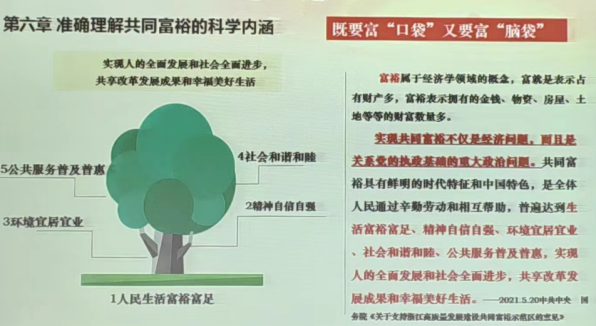 第六章 准确理解共同富裕的科学内涵
实现人的全面发展和社会全面进步，
共享改革发展成果和幸福美好生活
5公共服务普及普惠
4社会和谐和睦
3环境宜居宜业
2精神自信自强
1人民生活富裕富足
既要富“口袋”又要富“脑袋”
富裕属于经济学领域的概念，富就是表示占
有财产多，富裕表示拥有的金钱、物资、房屋、土
地等等的财富数量多。
实现共同富裕不仅是经济问题，而且是
关系党的执政基础的重大政治问题。共同富
裕具有鲜明的时代特征和中国特色，是全体
人民通过辛勤劳动和相互帮助，普遍达到生
活富裕富足、精神自信自强、环境宜居宜业
、社会和谐和睦、公共服务普及普惠，实现
人的全面发展和社会全面进步，共享改革发
展成果和幸福美好生活。——2021.5.20中共中央 国
务院《关于支持浙江高质量发展建设共同富裕示范区的意见》